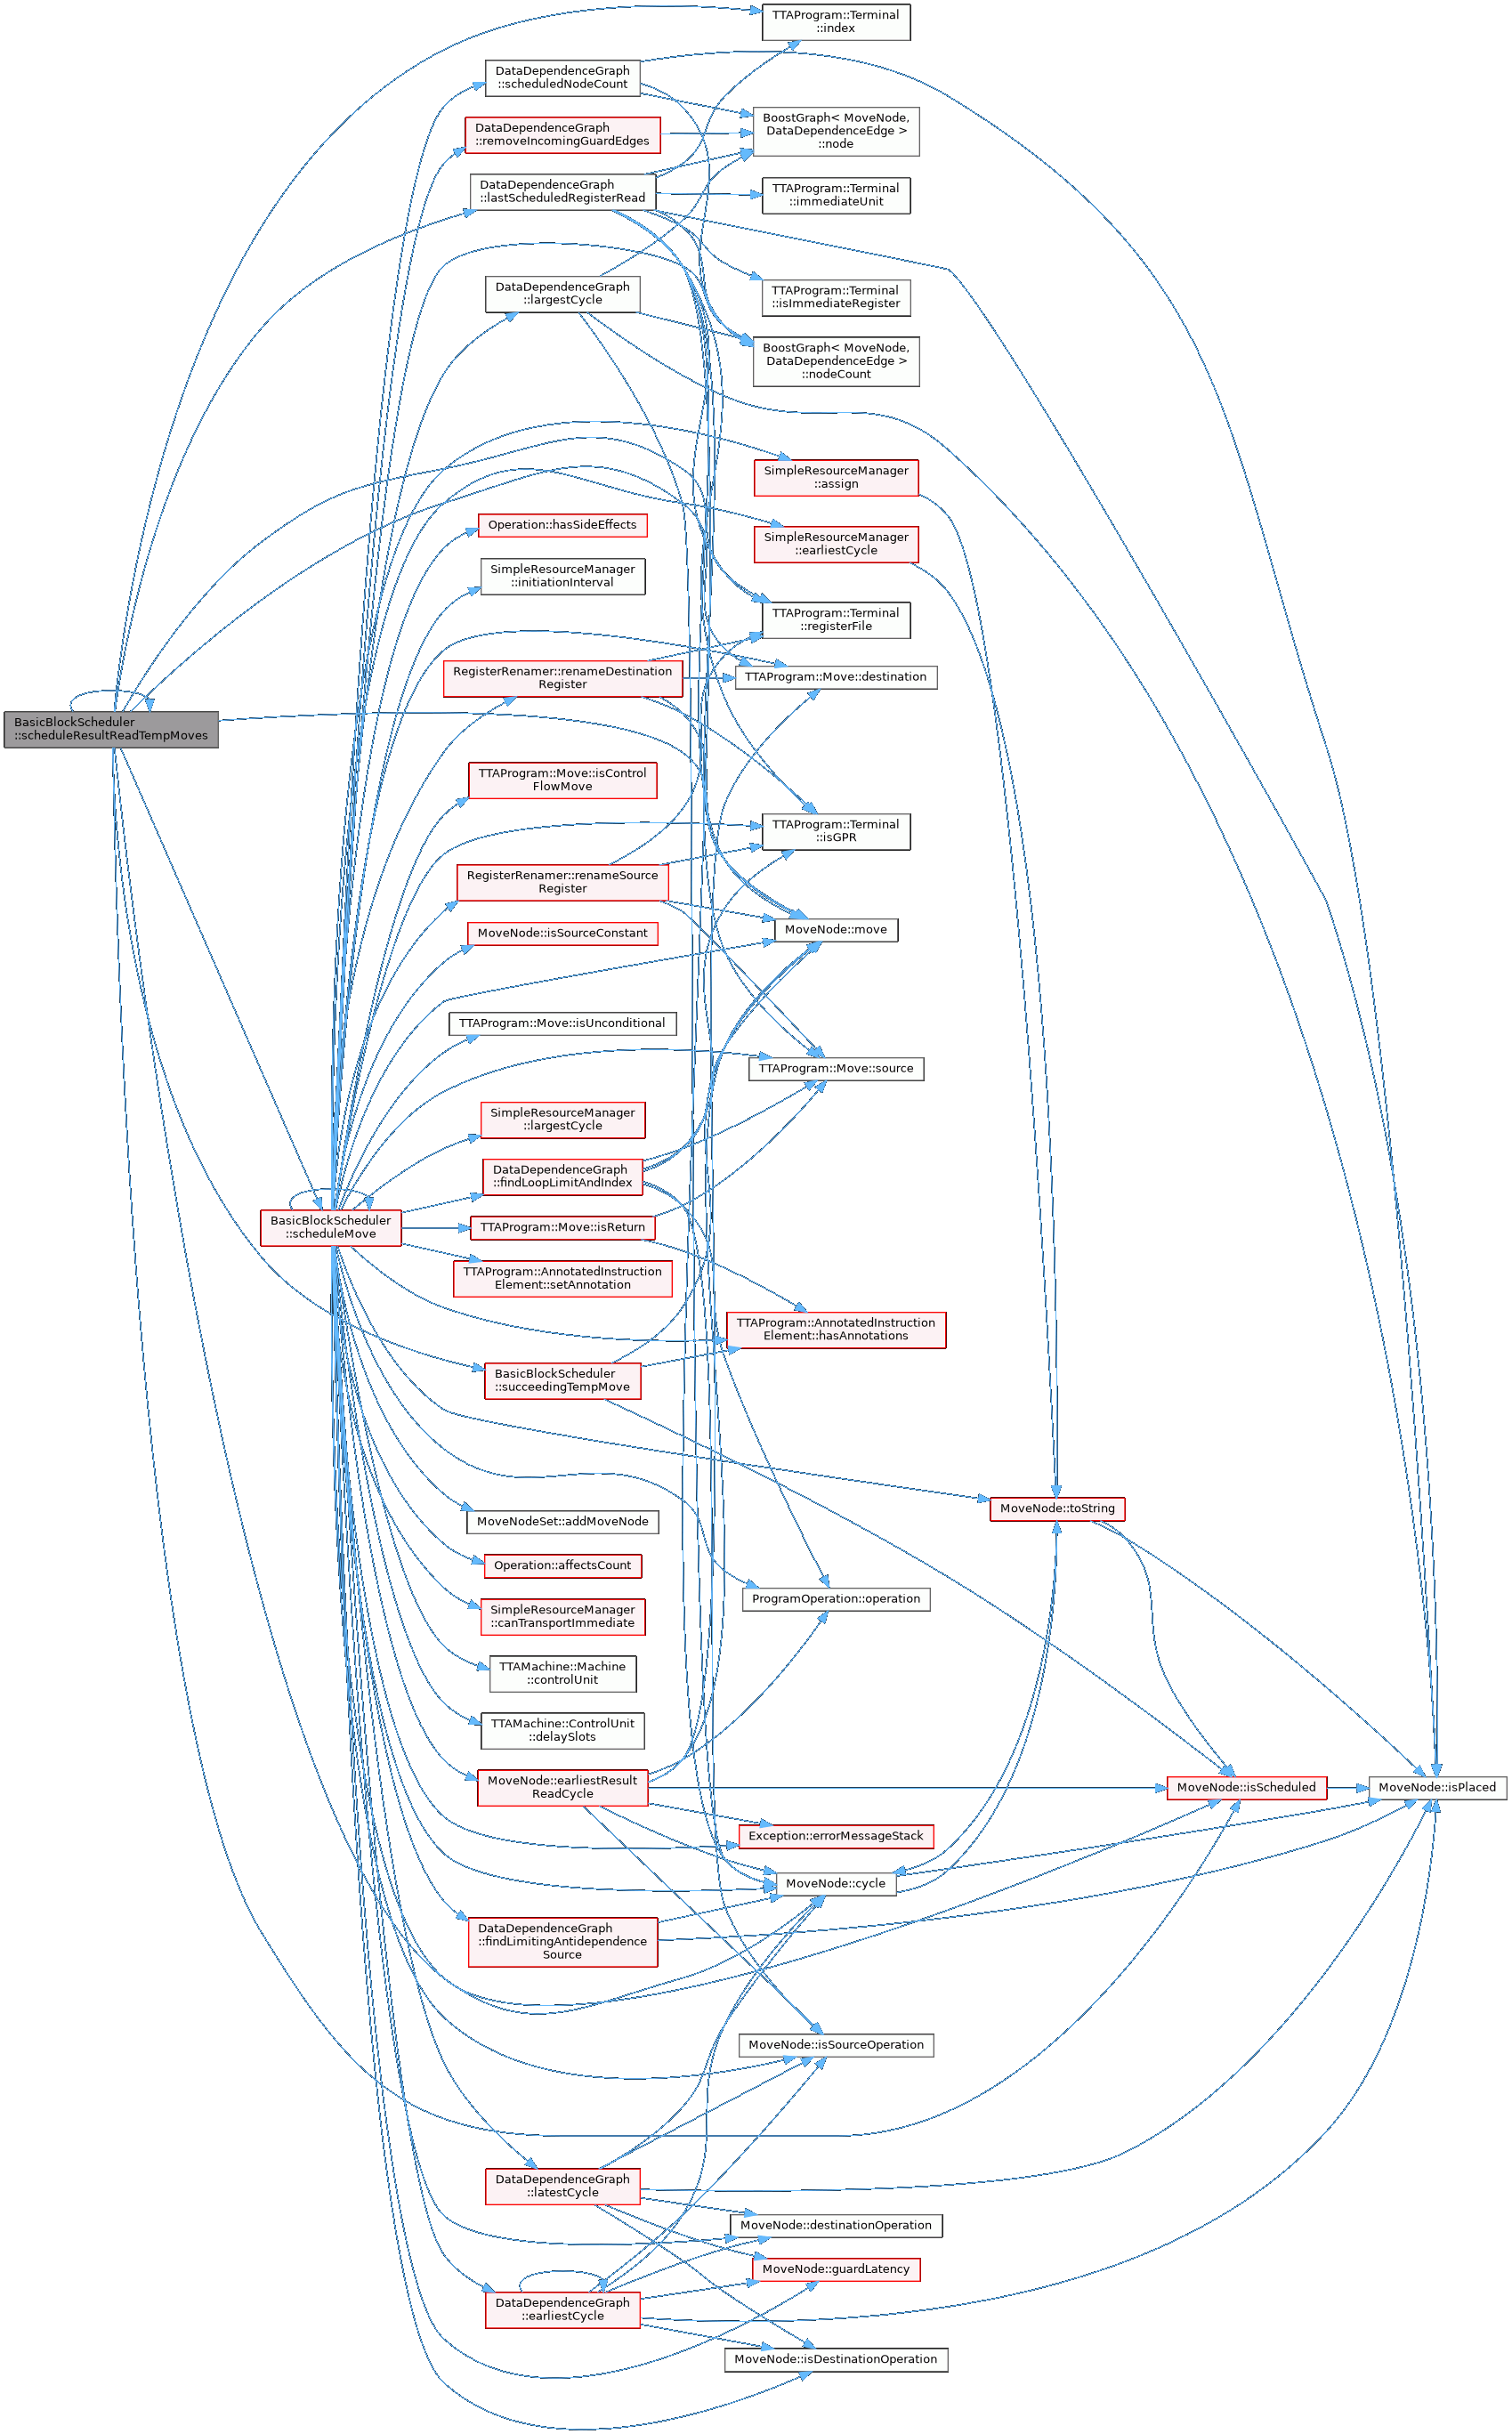 TTAProgram::Terminal
::index
DataDependenceGraph
::scheduledNodeCount
BoostGraph< MoveNode,
DataDependenceEdge >
::node
DataDependenceGraph
::removeIncomingGuardEdges
DataDependenceGraph
::lastScheduledRegisterRead
TTAProgram::Terminal
::immediateUnit
DataDependenceGraph
::largestCycle
TTAProgram::Terminal
::isImmediateRegister
BoostGraph< MoveNode,
DataDependenceEdge >
::nodeCount
SimpleResourceManager
::assign
Operation::hasSideEffects
SimpleResourceManager
::earliestCycle
SimpleResourceManager
::initiationInterval
TTAProgram::Terminal
::registerFile
RegisterRenamer::renameDestination
Register
TTAProgram::Move::destination
BasicBlockScheduler
::scheduleResultReadTempMoves
TTAProgram::Move::isControl
FlowMove
TTAProgram::Terminal
::isGPR
RegisterRenamer::renameSource
Register
MoveNode::isSourceConstant
MoveNode::move
TTAProgram::Move::isUnconditional
TTAProgram::Move::source
SimpleResourceManager
::largestCycle
DataDependenceGraph
::findLoopLimitAndIndex
BasicBlockScheduler
::scheduleMove
TTAProgram::Move::isReturn
TTAProgram::AnnotatedInstruction
Element::setAnnotation
TTAProgram::AnnotatedInstruction
Element::hasAnnotations
BasicBlockScheduler
::succeedingTempMove
MoveNode::toString
MoveNodeSet::addMoveNode
Operation::affectsCount
ProgramOperation::operation
SimpleResourceManager
::canTransportImmediate
TTAMachine::Machine
::controlUnit
TTAMachine::ControlUnit
::delaySlots
MoveNode::earliestResult
ReadCycle
MoveNode::isScheduled
MoveNode::isPlaced
Exception::errorMessageStack
MoveNode::cycle
DataDependenceGraph
::findLimitingAntidependence
Source
MoveNode::isSourceOperation
DataDependenceGraph
::latestCycle
MoveNode::destinationOperation
MoveNode::guardLatency
DataDependenceGraph
::earliestCycle
MoveNode::isDestinationOperation